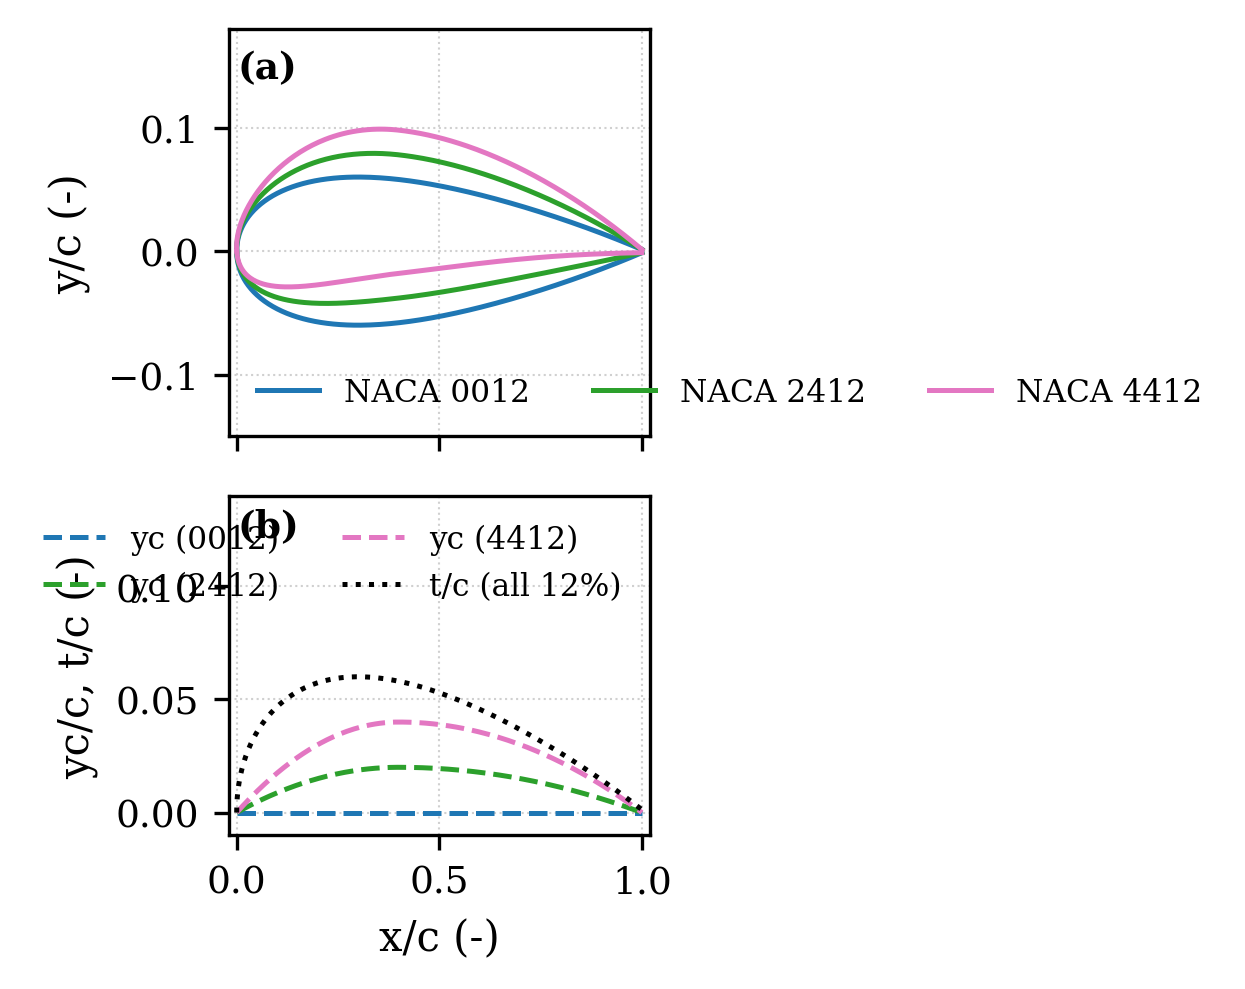 (a)
0.1
0.0
−0.1
y/c (-)
NACA 0012 NACA 2412 NACA 4412
(b)
yc (0012) yc (4412)
yc (2412) t/c (all 12%)
0.10
0.05
0.00
yc/c, t/c (-)
0.0 0.5 1.0
x/c (-)